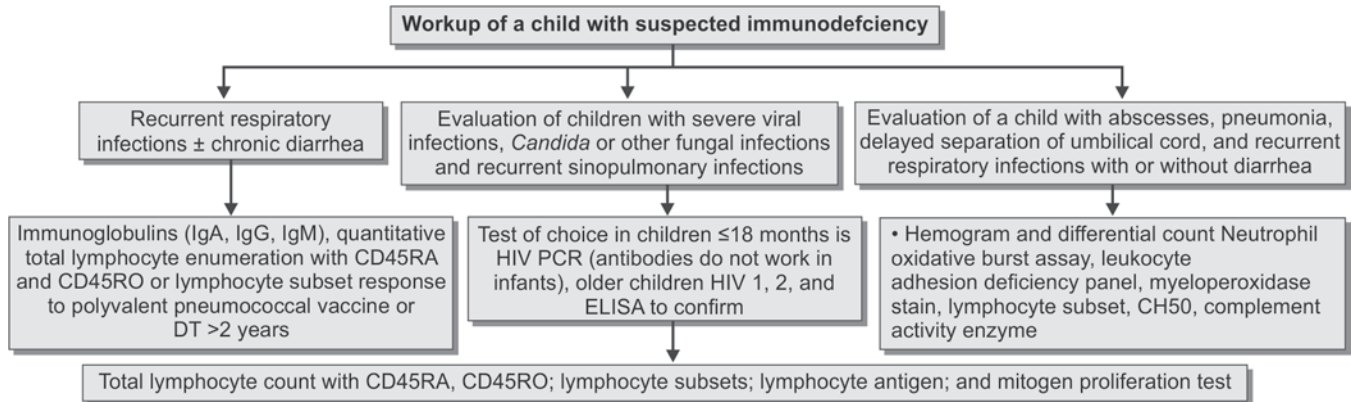 Workup of a child with suspected immunodefciency
Recurrent respiratory
infections ± chronic diarrhea
Evaluation of children with severe viral
infections, Candida or other fungal infections
and recurrent sinopulmonary infections
Evaluation of a child with abscesses, pneumonia,
delayed separation of umbilical cord, and recurrent
respiratory infections with or without diarrhea
Immunoglobulins (IgA, IgG, IgM), quantitative
total lymphocyte enumeration with CD45RA
and CD45RO or lymphocyte subset response
to polyvalent pneumococcal vaccine or
DT >2 years
Test of choice in children ≤18 months is
HIV PCR (antibodies do not work in
infants), older children HIV 1, 2, and
ELISA to confirm
• Hemogram and differential count Neutrophil
oxidative burst assay, leukocyte
adhesion deficiency panel, myeloperoxidase
stain, lymphocyte subset, CH50, complement
activity enzyme
Total lymphocyte count with CD45RA, CD45RO; lymphocyte subsets; lymphocyte antigen; and mitogen proliferation test